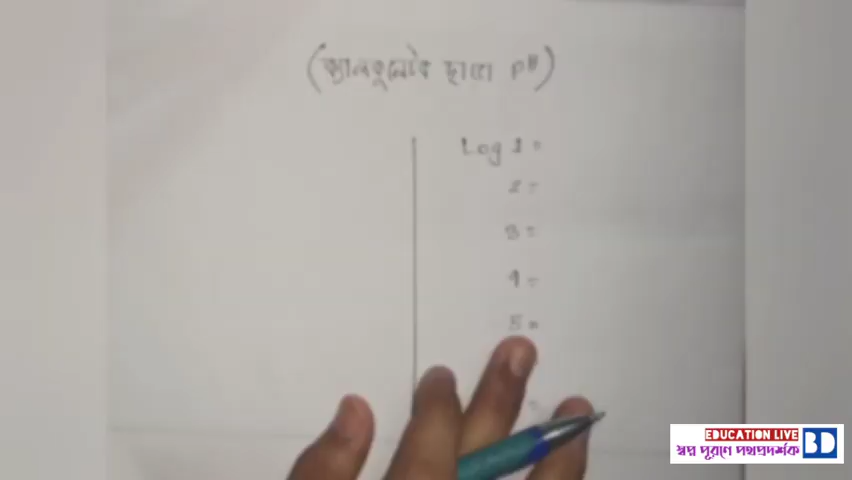 (ক্যালকুলেটর ছাড়া pH)
Log 1 =
2 =
3 =
4 =
5 =
=
EDUCATION LIVE BD
স্বপ্ন পূরণে পথপ্রদর্শক